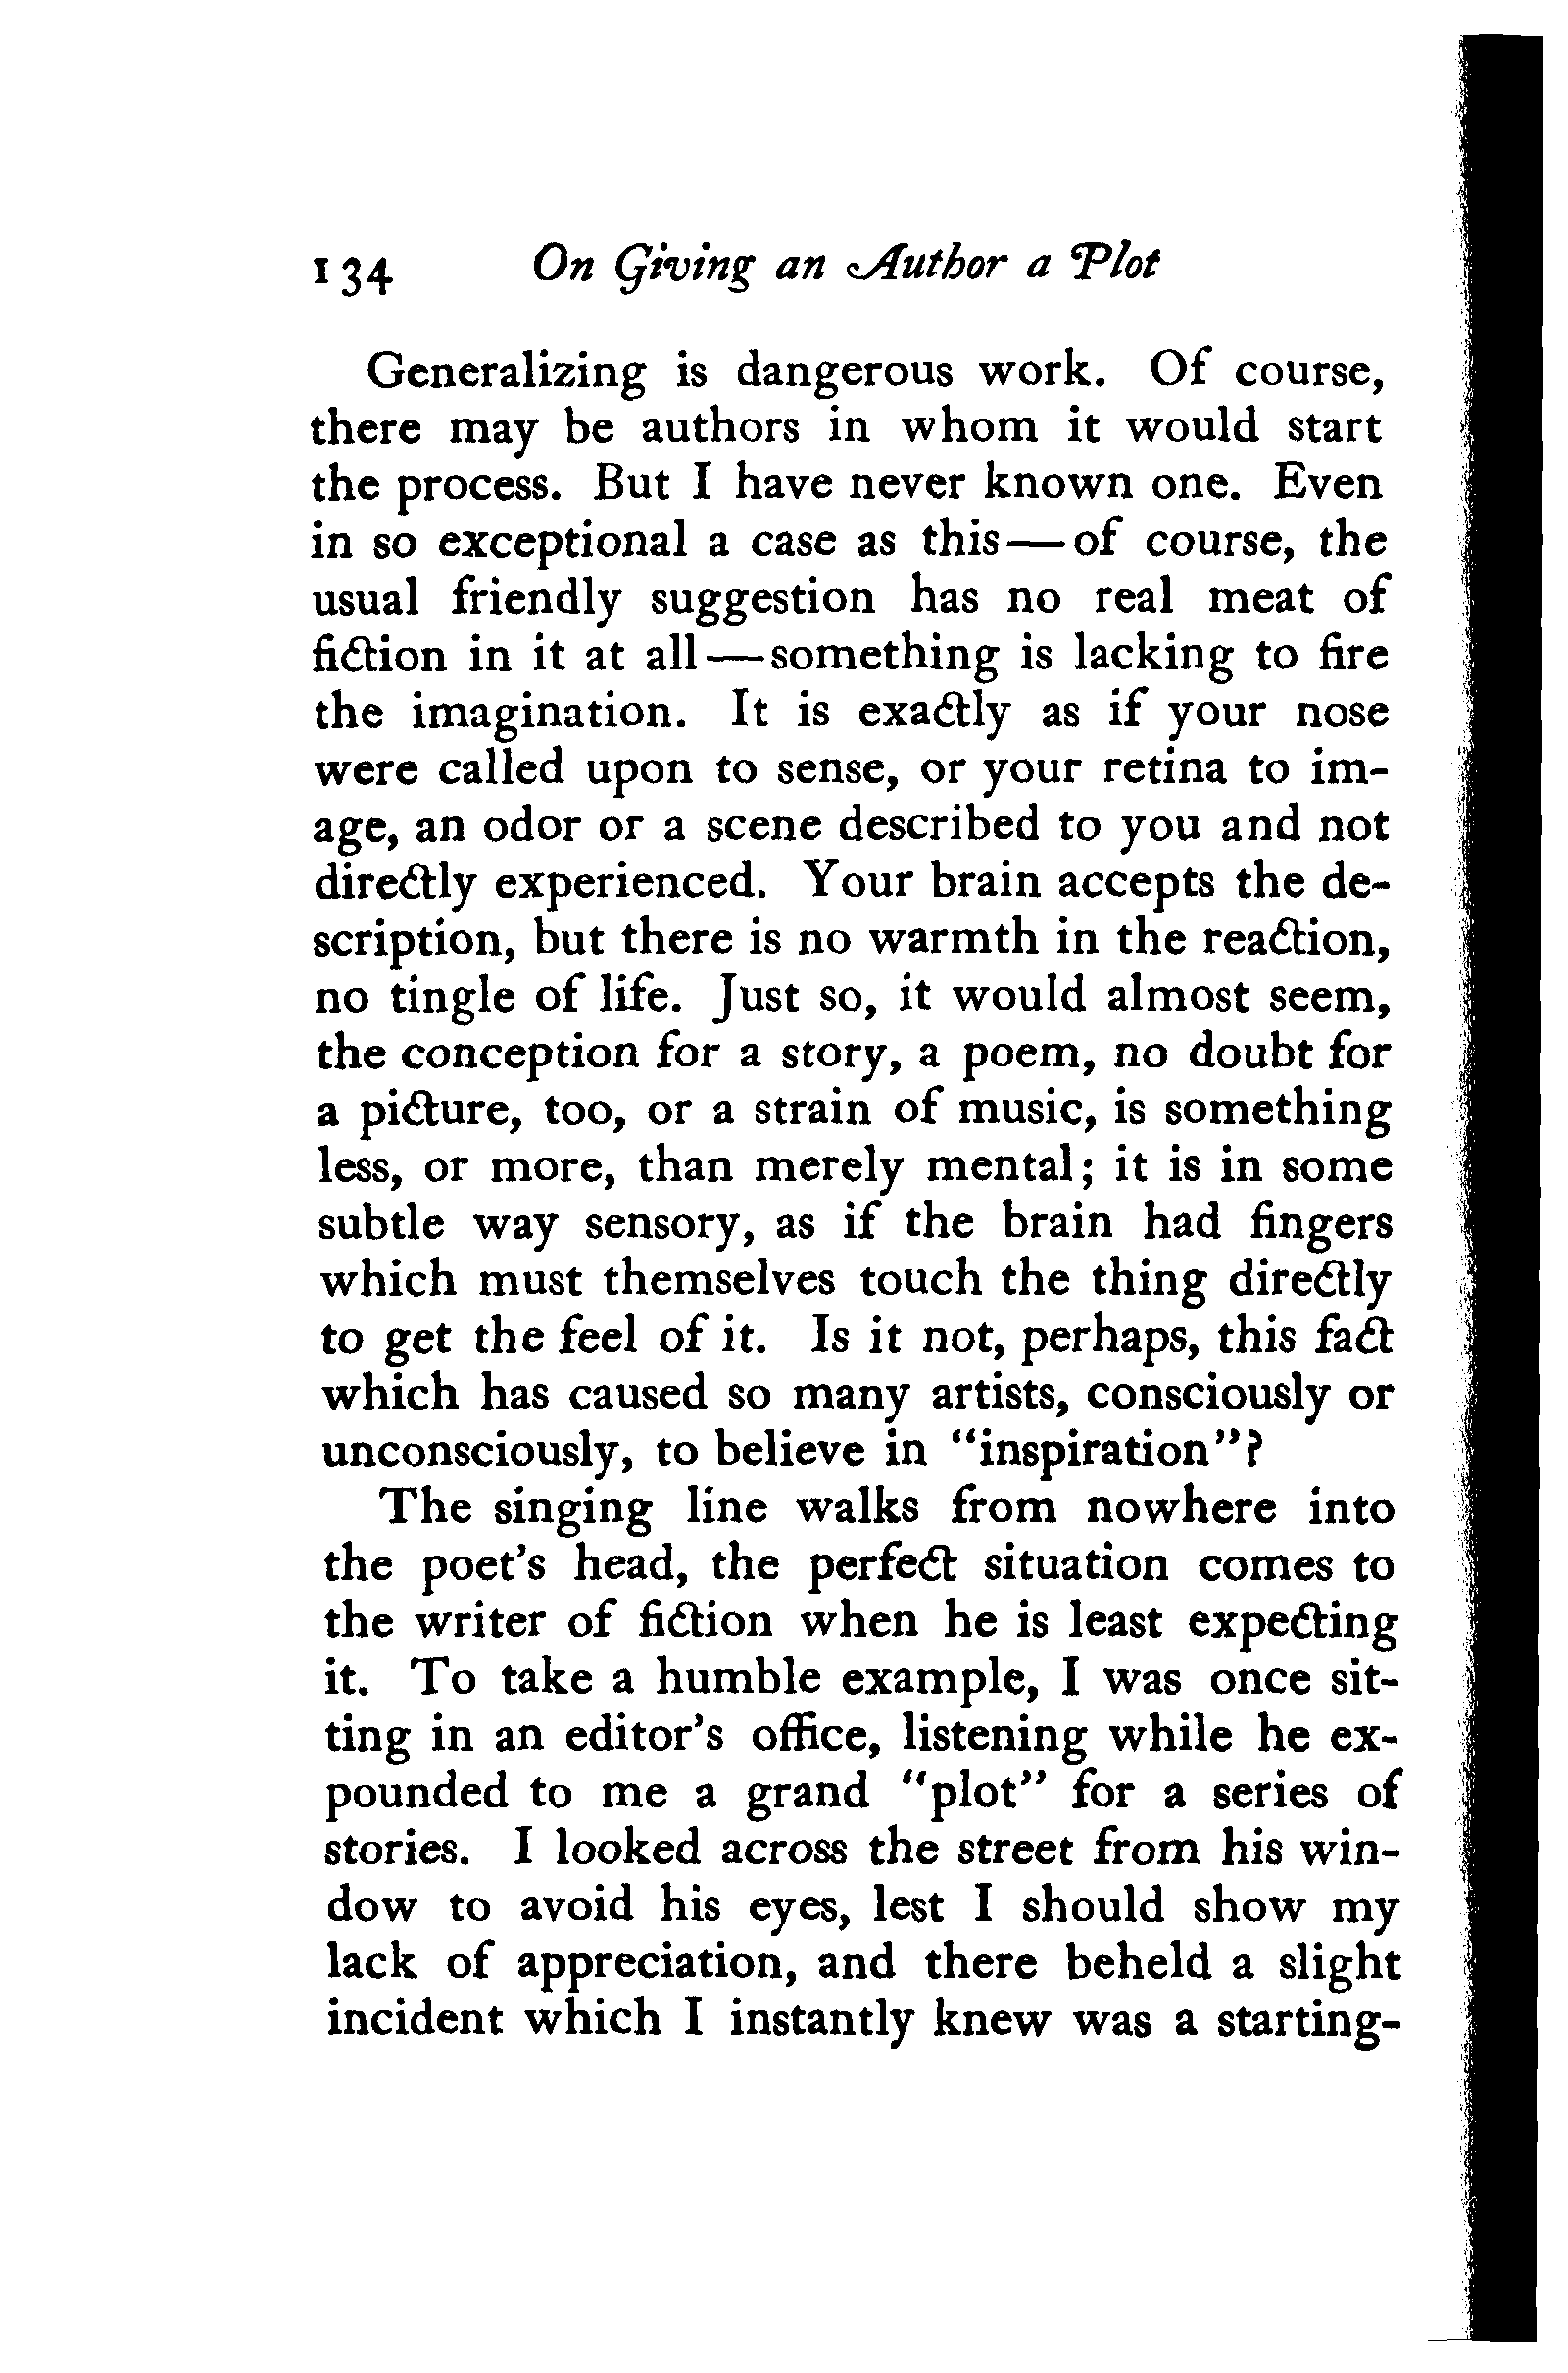 134 On Giving an Author a Plot
Generalizing is dangerous work. Of course,
there may be authors in whom it would start
the process. But I have never known one. Even
in so exceptional a case as this—of course, the
usual friendly suggestion has no real meat of
fiction in it at all—something is lacking to fire
the imagination. It is exactly as if your nose
were called upon to sense, or your retina to im-
age, an odor or a scene described to you and not
directly experienced. Your brain accepts the de-
scription, but there is no warmth in the reaction,
no tingle of life. Just so, it would almost seem,
the conception for a story, a poem, no doubt for
a picture, too, or a strain of music, is something
less, or more, than merely mental; it is in some
subtle way sensory, as if the brain had fingers
which must themselves touch the thing directly
to get the feel of it. Is it not, perhaps, this fact
which has caused so many artists, consciously or
unconsciously, to believe in "inspiration"?
The singing line walks from nowhere into
the poet's head, the perfect situation comes to
the writer of fiction when he is least expecting
it. To take a humble example, I was once sit-
ting in an editor's office, listening while he ex-
pounded to me a grand "plot" for a series of
stories. I looked across the street from his win-
dow to avoid his eyes, lest I should show my
lack of appreciation, and there beheld a slight
incident which I instantly knew was a starting-